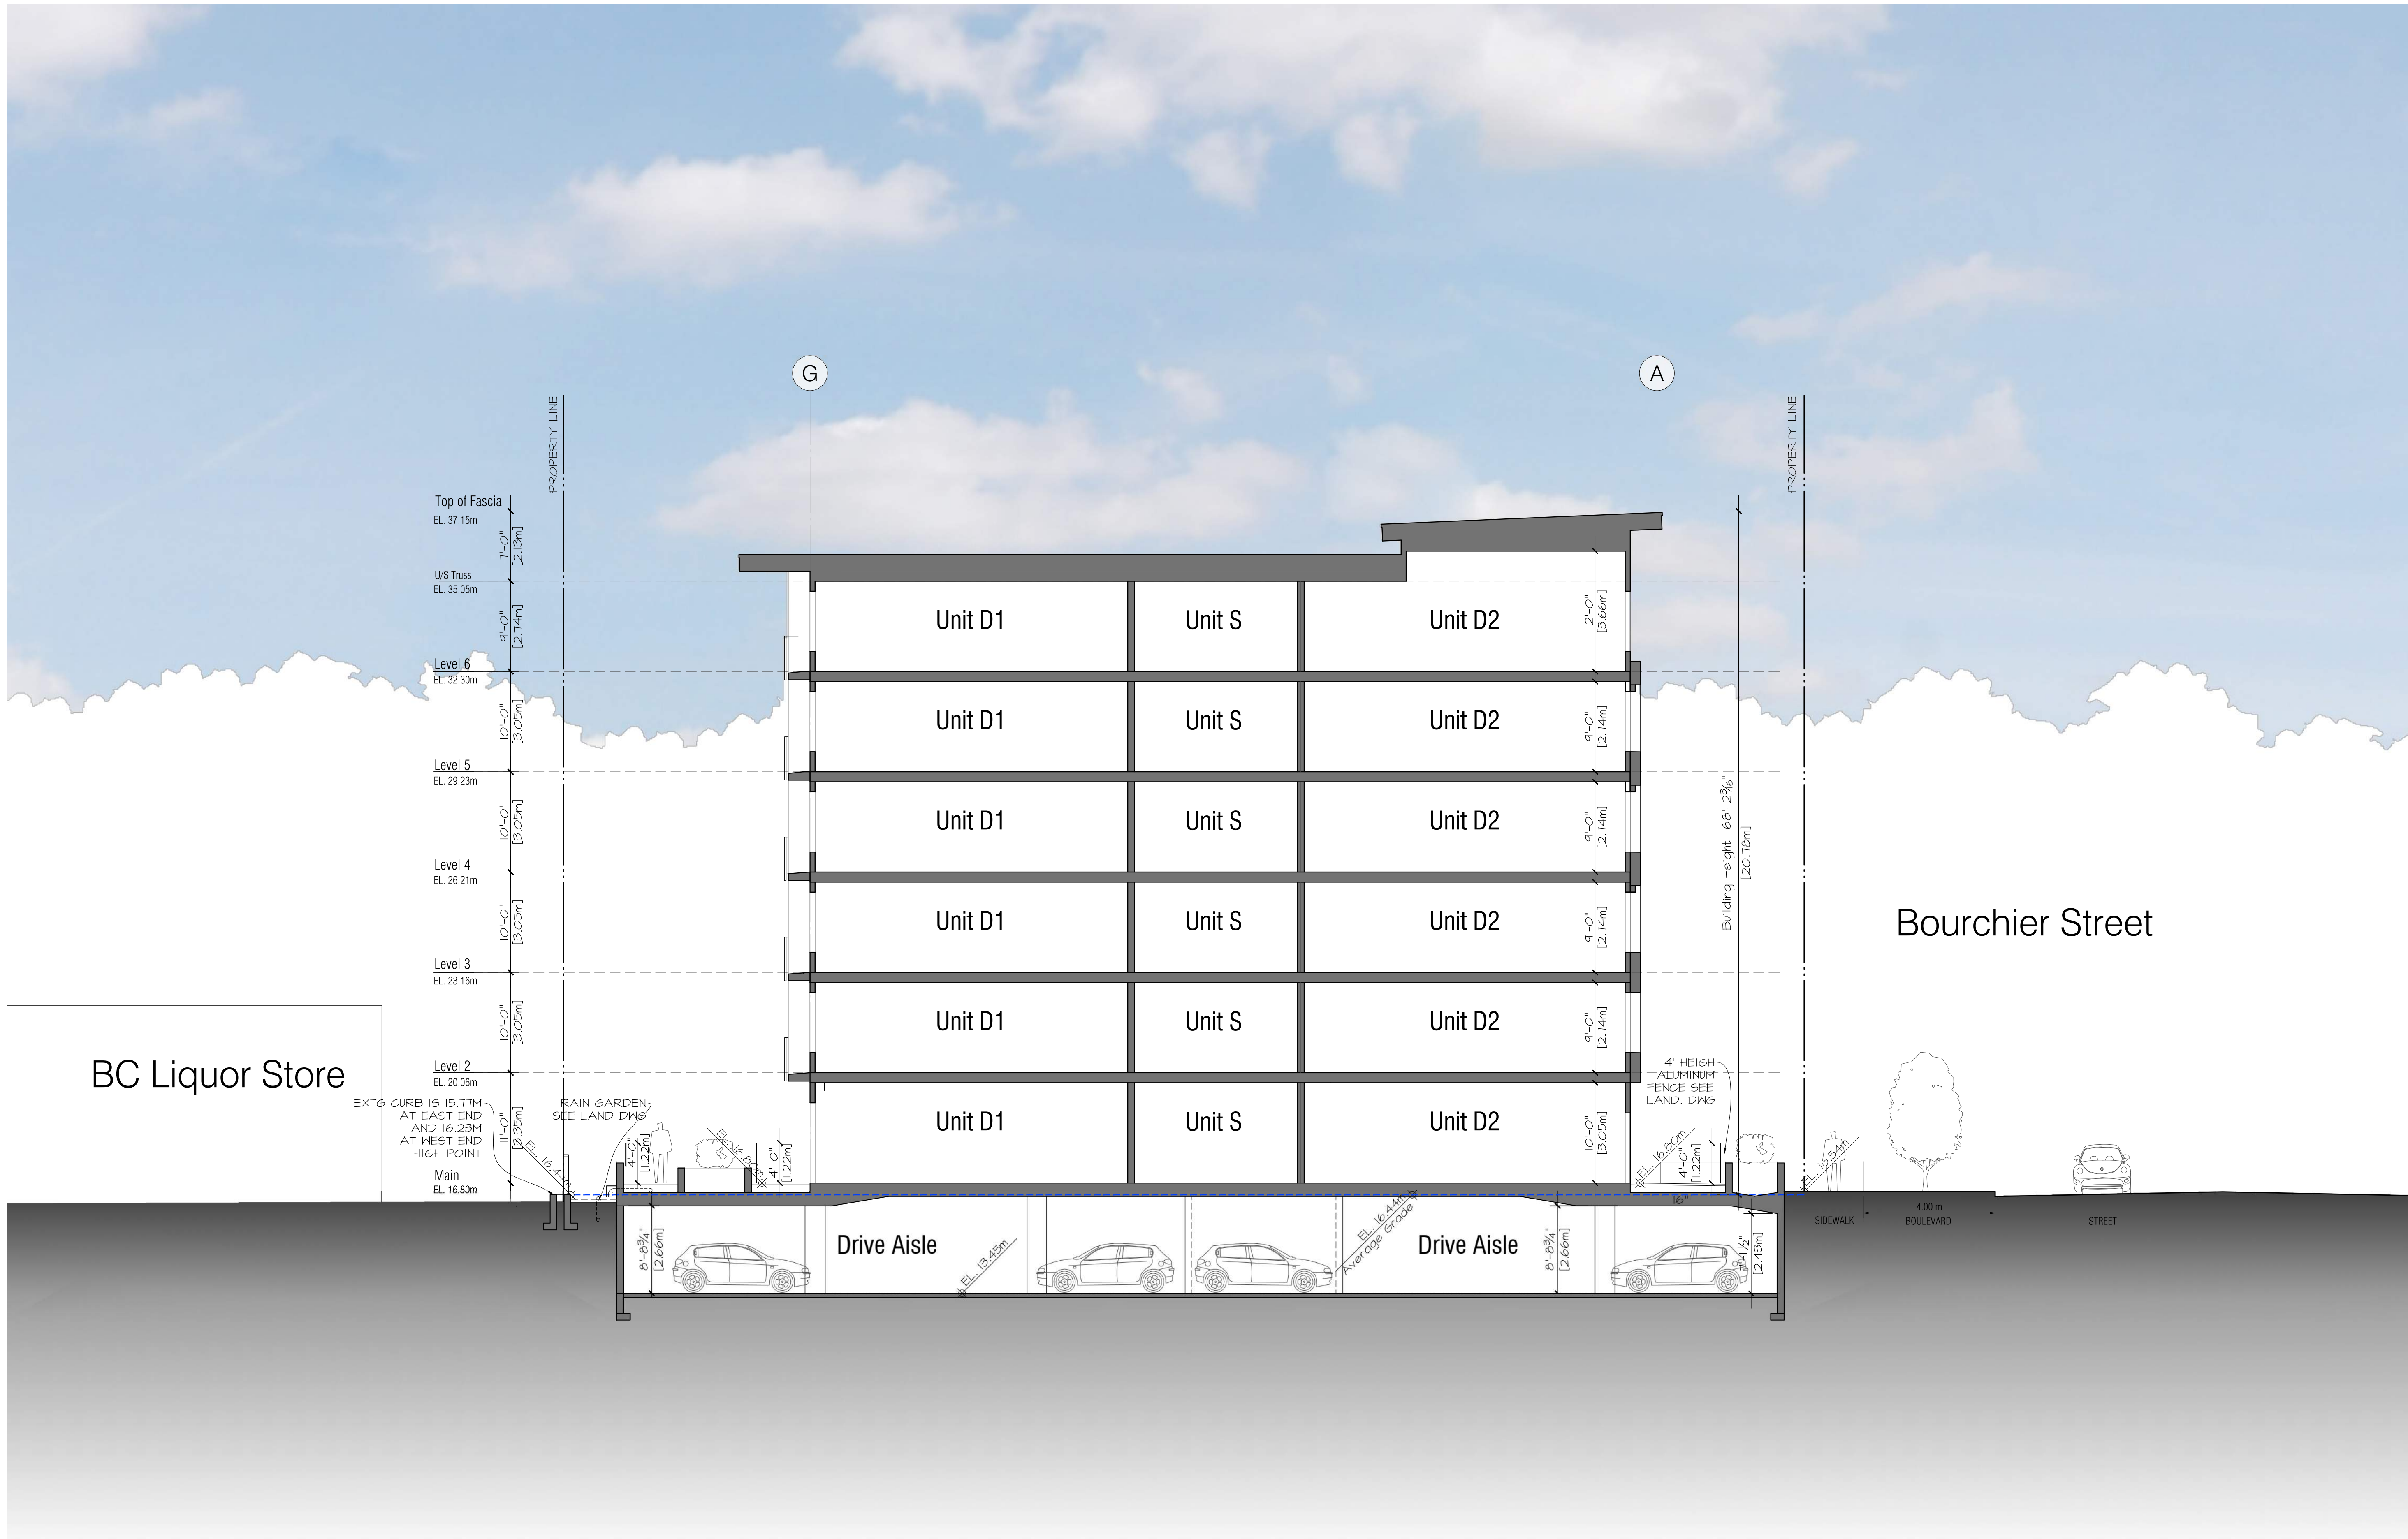 G
A
PROPERTY LINE
PROPERTY LINE
Top of Fascia
EL. 37.15m
7'-0"
[2.13m]
U/S Truss
EL. 35.05m
9'-0"
[2.74m]
Unit D1
Unit S
Unit D2
12'-0"
[3.66m]
Level 6
EL. 32.30m
10'-0"
[3.05m]
Unit D1
Unit S
Unit D2
9'-0"
[2.74m]
Level 5
EL. 29.23m
10'-0"
[3.05m]
Unit D1
Unit S
Unit D2
9'-0"
[2.74m]
Building Height 68'-2 3/16"
[20.78m]
Level 4
EL. 26.21m
10'-0"
[3.05m]
Unit D1
Unit S
Unit D2
9'-0"
[2.74m]
Bourchier Street
Level 3
EL. 23.16m
10'-0"
[3.05m]
Unit D1
Unit S
Unit D2
9'-0"
[2.74m]
BC Liquor Store
Level 2
EL. 20.06m
11'-0"
[3.35m]
EXTG CURB IS 15.77M
AT EAST END
AND 16.23M
AT WEST END
HIGH POINT
RAIN GARDEN
SEE LAND DWG
4' HEIGH
ALUMINUM
FENCE SEE
LAND. DWG
Unit D1
Unit S
Unit D2
10'-0"
[3.05m]
4'-0"
[1.22m]
4'-0"
[1.22m]
EL. 16.80m
4'-0"
[1.22m]
EL. 16.54m
Main
EL. 16.80m
16"
4.00 m
SIDEWALK
BOULEVARD
STREET
8'-8 3/4"
[2.66m]
Drive Aisle
EL. 13.45m
EL. 16.44m
Average Grade
Drive Aisle
8'-8 3/4"
[2.66m]
7'-11 1/2"
[2.43m]